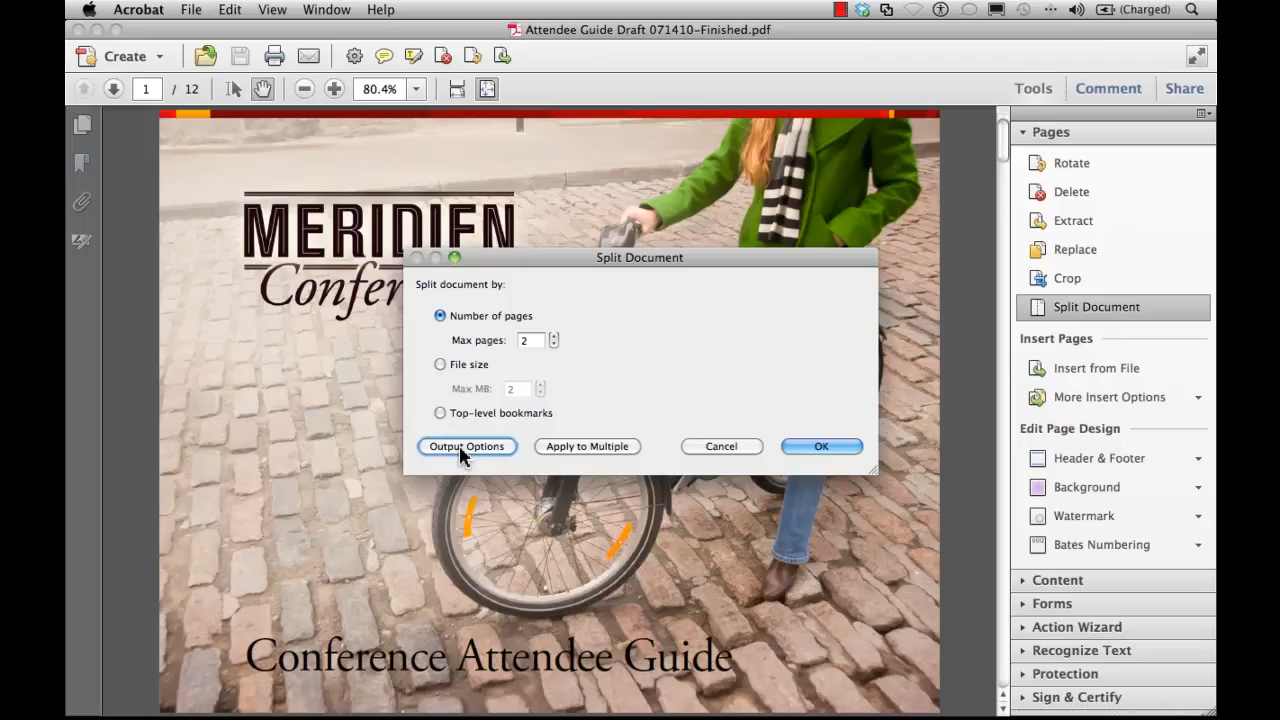 Acrobat File Edit View Window Help (Charged)
Attendee Guide Draft 071410-Finished.pdf
Create
1 / 12 80.4% Tools Comment Share
MERIDIEN
Confer
Conference Attendee Guide
Split Document
Split document by:
Number of pages
Max pages: 2
File size
Max MB: 2
Top-level bookmarks
Output Options Apply to Multiple Cancel OK
Pages
Rotate
Delete
Extract
Replace
Crop
Split Document
Insert Pages
Insert from File
More Insert Options
Edit Page Design
Header & Footer
Background
Watermark
Bates Numbering
Content
Forms
Action Wizard
Recognize Text
Protection
Sign & Certify